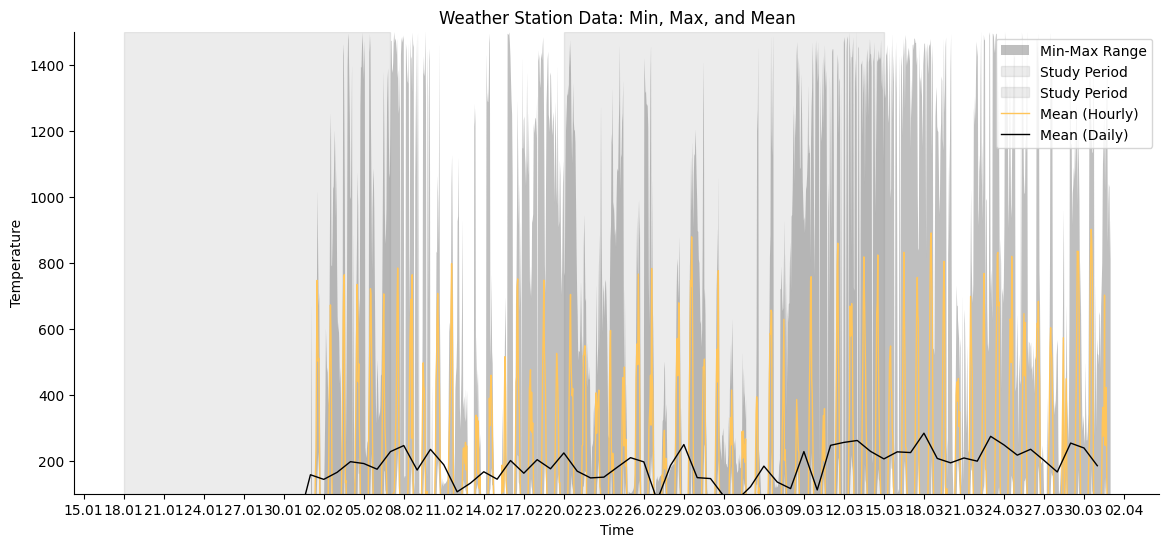 Weather Station Data: Min, Max, and Mean
Temperature
1400
1200
1000
800
600
400
200
Min-Max Range
Study Period
Study Period
Mean (Hourly)
Mean (Daily)
15.01 18.01 21.01 24.01 27.01 30.01 02.02 05.02 08.02 11.02 14.02 17.02 20.02 23.02 26.02 29.02 03.03 06.03 09.03 12.03 15.03 18.03 21.03 24.03 27.03 30.03 02.04
Time